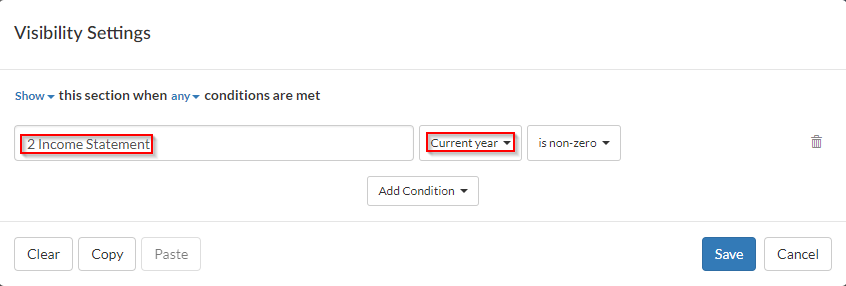 Visibility Settings
Show this section when any conditions are met
2 Income Statement Current year is non-zero
Add Condition
Clear Copy Paste Save Cancel